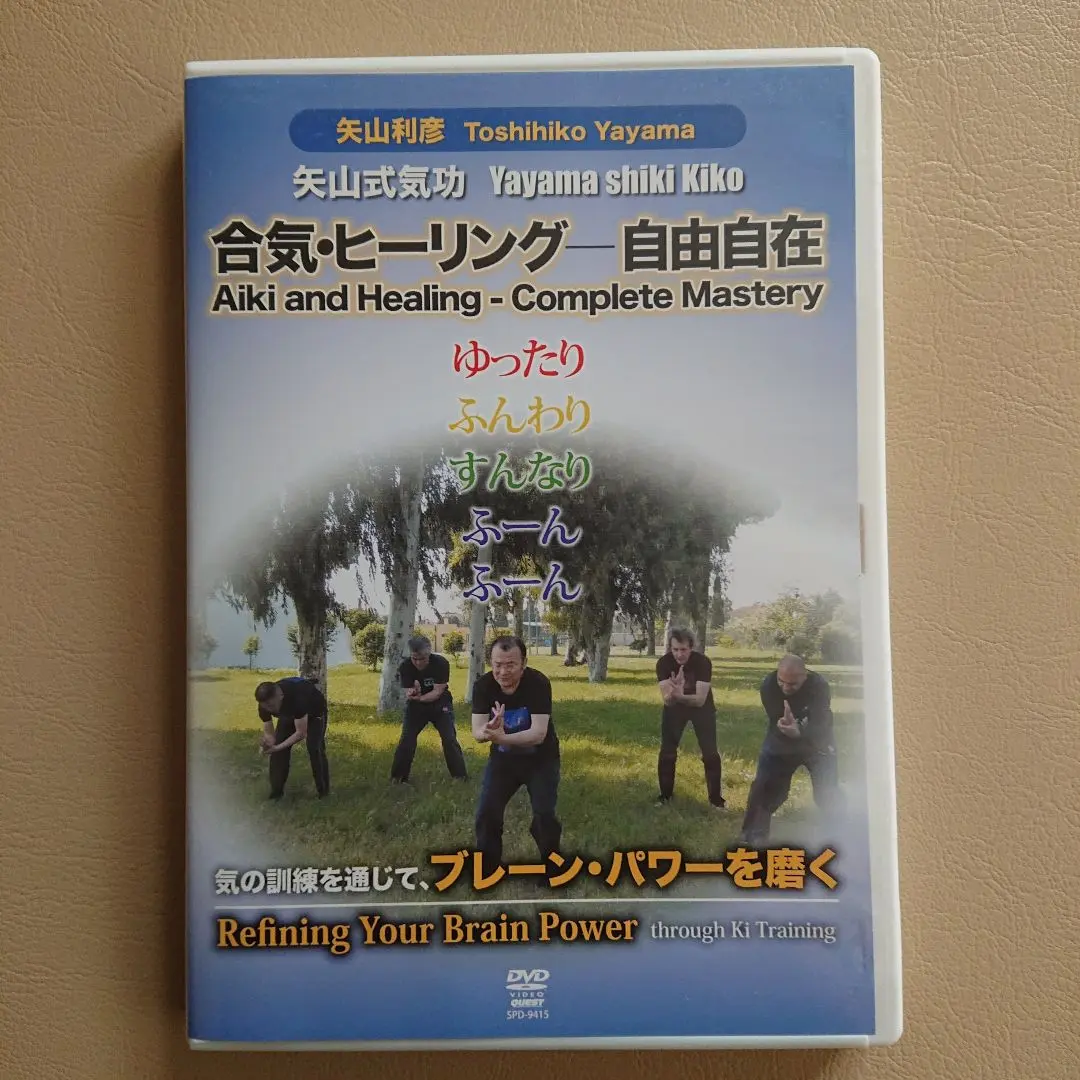 矢山利彦 Toshihiko Yayama
矢山式気功 Yayama shiki Kiko
合気・ヒーリング―自由自在
Aiki and Healing - Complete Mastery
ゆったり
ふんわり
すんなり
ふーん
ふーん
気の訓練を通じて、ブレーン・パワーを磨く
Refining Your Brain Power through Ki Training
DVD
VIDEO
QUEST
SPD-9415